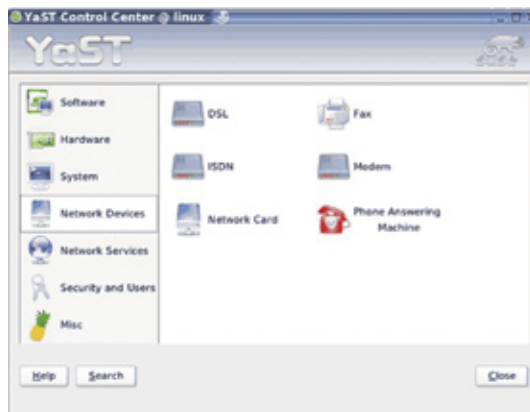 YaST Control Center @ linux
YaST
SUSE
Software
Hardware
System
Network Devices
Network Services
Security and Users
Misc
DSL
Fax
ISDN
Modem
Network Card
Phone Answering
Machine
Help
Search
Close